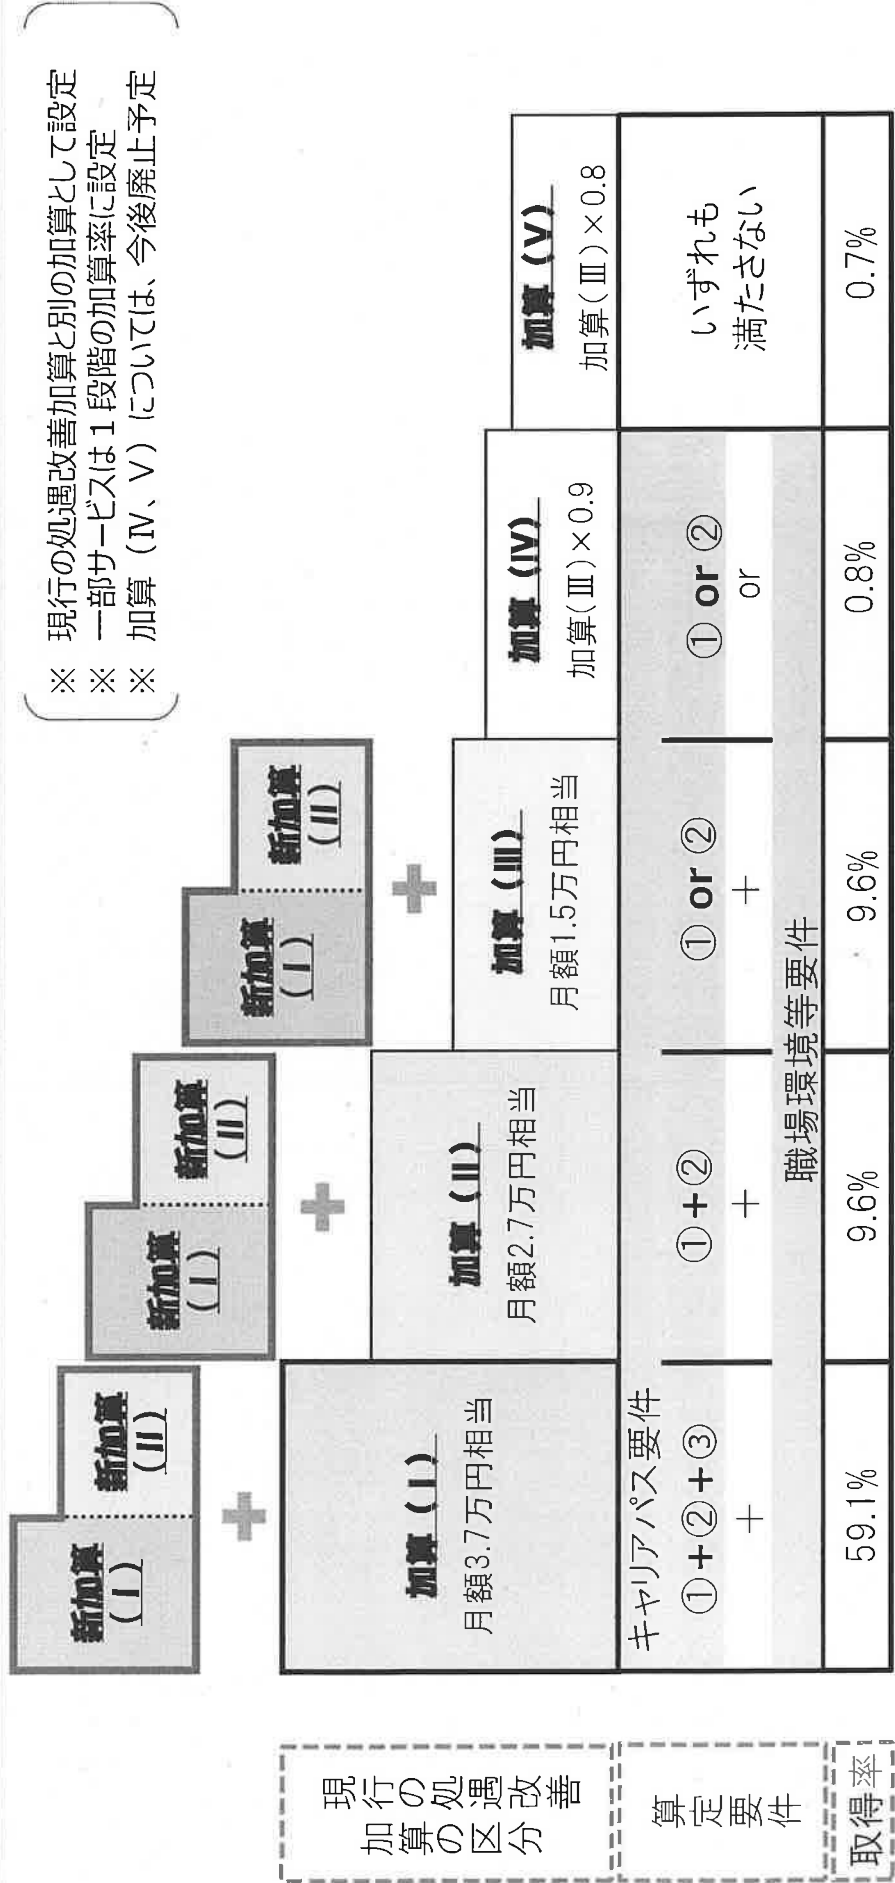 ※ 現行の処遇改善加算と別の加算として設定
※ 一部サービスは1段階の加算率に設定
※ 加算(Ⅳ、Ⅴ)については、今後廃止予定
新加算
(Ⅰ)
新加算
(Ⅱ)
新加算
(Ⅰ)
新加算
(Ⅱ)
新加算
(Ⅰ)
新加算
(Ⅱ)
+
+
+
現行の処遇改善
加算の区分
加算(Ⅰ)
月額3.7万円相当
加算(Ⅱ)
月額2.7万円相当
加算(Ⅲ)
月額1.5万円相当
加算(Ⅳ)
加算(Ⅲ)×0.9
加算(Ⅴ)
加算(Ⅲ)×0.8
算定
要件
キャリアパス要件
①+②+③
+
①+②
+
①or②
+
①or②
or
職場環境等要件
いずれも
満たさない
取得率
59.1%
9.6%
9.6%
0.8%
0.7%